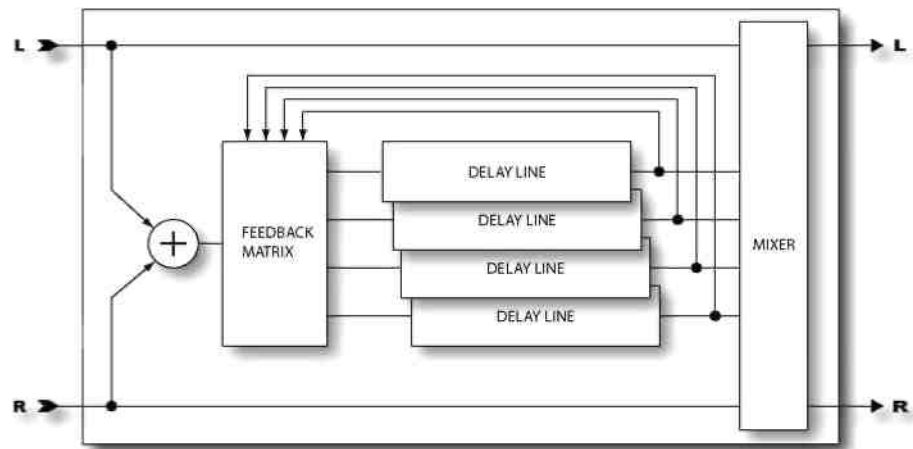 L
L
DELAY LINE
DELAY LINE
FEEDBACK
MATRIX
MIXER
DELAY LINE
DELAY LINE
R
R